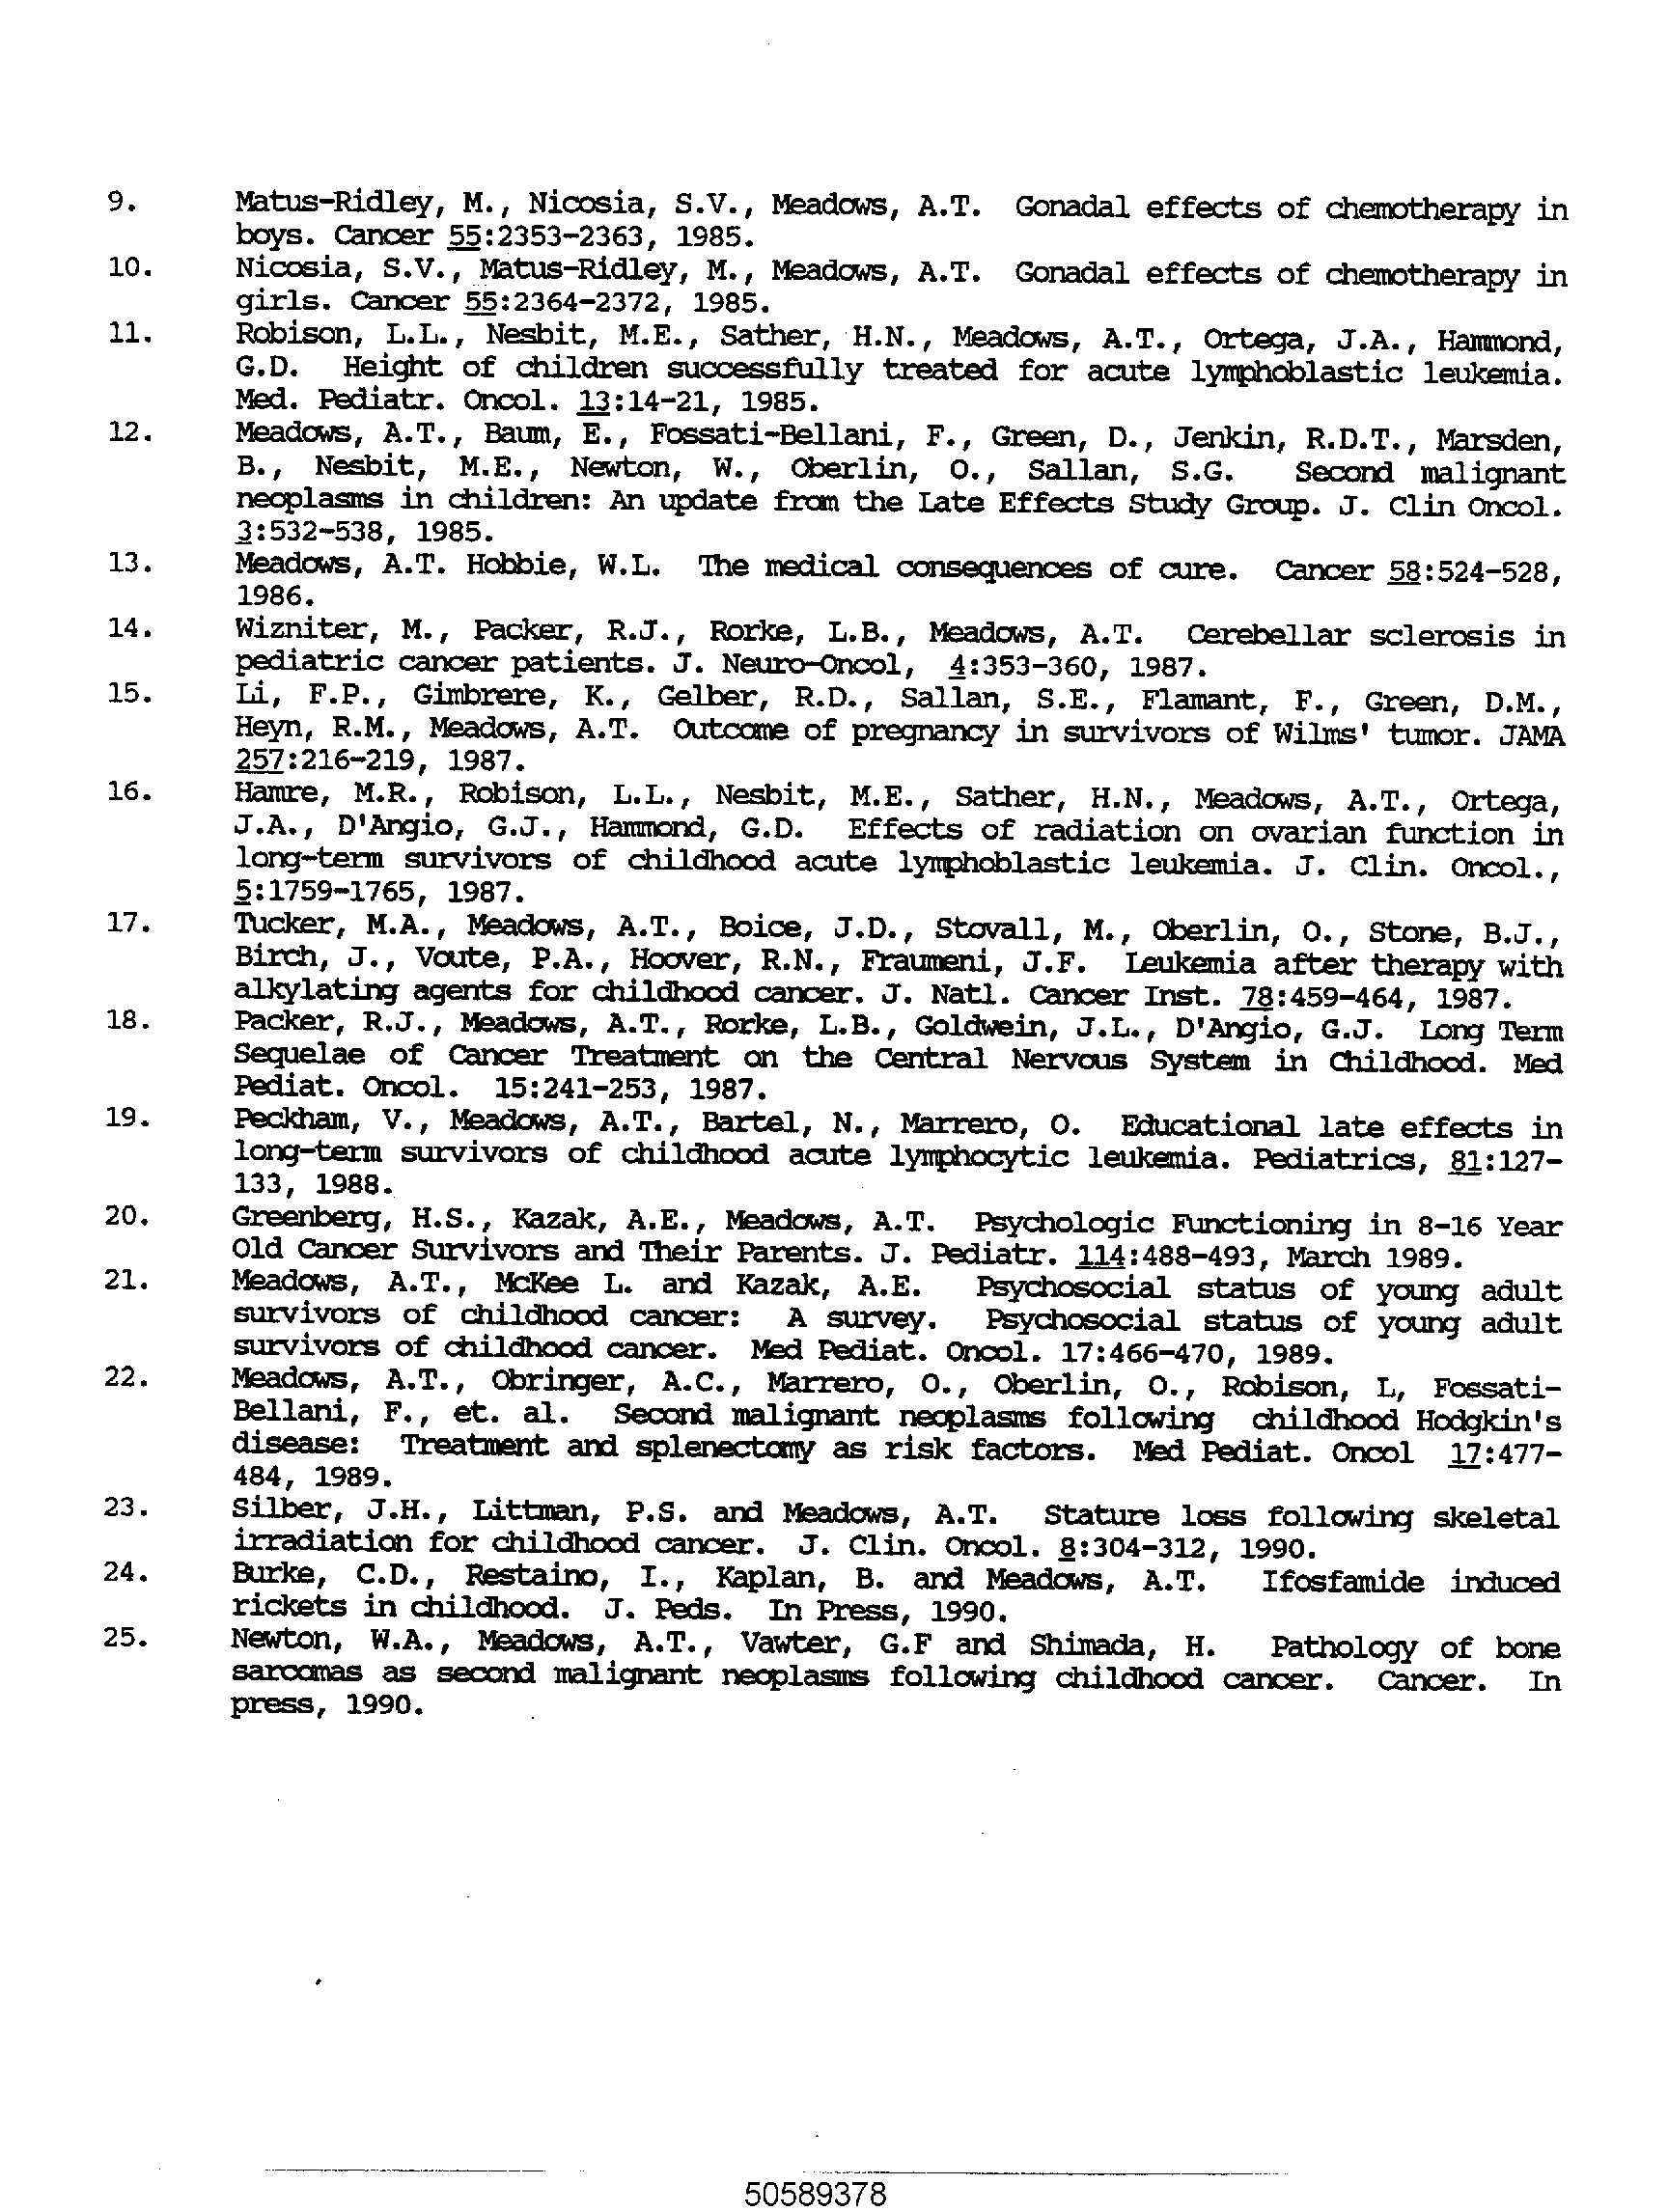 9. Matus-Ridley, M., Nicosia, S.V., Meadows, A.T. Gonadal effects of chemotherapy in
boys. Cancer 55:2353-2363, 1985.
10. Nicosia, S.V., Matus-Ridley, M., Meadows, A.T. Gonadal effects of chemotherapy in
girls. Cancer 55:2364-2372, 1985.
11. Robison, L.L., Nesbit, M.E., Sather, H.N., Meadows, A.T., Ortega, J.A., Hammond,
G.D. Height of children successfully treated for acute lymphoblastic leukemia.
Med. Pediatr. Oncol. 13:14-21, 1985.
12. Meadows, A.T., Baum, E., Fossati-Bellani, F., Green, D., Jenkin, R.D.T., Marsden,
B., Nesbit, M.E., Newton, W., Oberlin, O., Sallan, S.G. Second malignant
neoplasms in children: An update from the Late Effects Study Group. J. Clin Oncol.
3:532-538, 1985.
13. Meadows, A.T. Hobbie, W.L. The medical consequences of cure. Cancer 58:524-528,
1986.
14. Wizniter, M., Packer, R.J., Rorke, L.B., Meadows, A.T. Cerebellar sclerosis in
pediatric cancer patients. J. Neuro-Oncol, 4:353-360, 1987.
15. Li, F.P., Gimbrere, K., Gelber, R.D., Sallan, S.E., Flamant, F., Green, D.M.,
Heyn, R.M., Meadows, A.T. Outcome of pregnancy in survivors of Wilms' tumor. JAMA
257:216-219, 1987.
16. Hamre, M.R., Robison, L.L., Nesbit, M.E., Sather, H.N., Meadows, A.T., Ortega,
J.A., D'Angio, G.J., Hammond, G.D. Effects of radiation on ovarian function in
long-term survivors of childhood acute lymphoblastic leukemia. J. Clin. Oncol.,
5:1759-1765, 1987.
17. Tucker, M.A., Meadows, A.T., Boice, J.D., Stovall, M., Oberlin, O., Stone, B.J.,
Birch, J., Voute, P.A., Hoover, R.N., Fraumeni, J.F. Leukemia after therapy with
alkylating agents for childhood cancer. J. Natl. Cancer Inst. 78:459-464, 1987.
18. Packer, R.J., Meadows, A.T., Rorke, L.B., Goldwein, J.L., D'Angio, G.J. Long Term
Sequelae of Cancer Treatment on the Central Nervous System in Childhood. Med
Pediat. Oncol. 15:241-253, 1987.
19. Peckham, V., Meadows, A.T., Bartel, N., Marrero, O. Educational late effects in
long-term survivors of childhood acute lymphocytic leukemia. Pediatrics, 81:127-
133, 1988.
20. Greenberg, H.S., Kazak, A.E., Meadows, A.T. Psychologic Functioning in 8-16 Year
Old Cancer Survivors and Their Parents. J. Pediatr. 114:488-493, March 1989.
21. Meadows, A.T., McKee L. and Kazak, A.E. Psychosocial status of young adult
survivors of childhood cancer: A survey. Psychosocial status of young adult
survivors of childhood cancer. Med Pediat. Oncol. 17:466-470, 1989.
22. Meadows, A.T., Obringer, A.C., Marrero, O., Oberlin, O., Robison, L, Fossati-
Bellani, F., et. al. Second malignant neoplasms following childhood Hodgkin's
disease: Treatment and splenectomy as risk factors. Med Pediat. Oncol 17:477-
484, 1989.
23. Silber, J.H., Littman, P.S. and Meadows, A.T. Stature loss following skeletal
irradiation for childhood cancer. J. Clin. Oncol. 8:304-312, 1990.
24. Burke, C.D., Restaino, I., Kaplan, B. and Meadows, A.T. Ifosfamide induced
rickets in childhood. J. Peds. In Press, 1990.
25. Newton, W.A., Meadows, A.T., Vawter, G.F and Shimada, H. Pathology of bone
sarcomas as second malignant neoplasms following childhood cancer. Cancer. In
press, 1990.
50589378